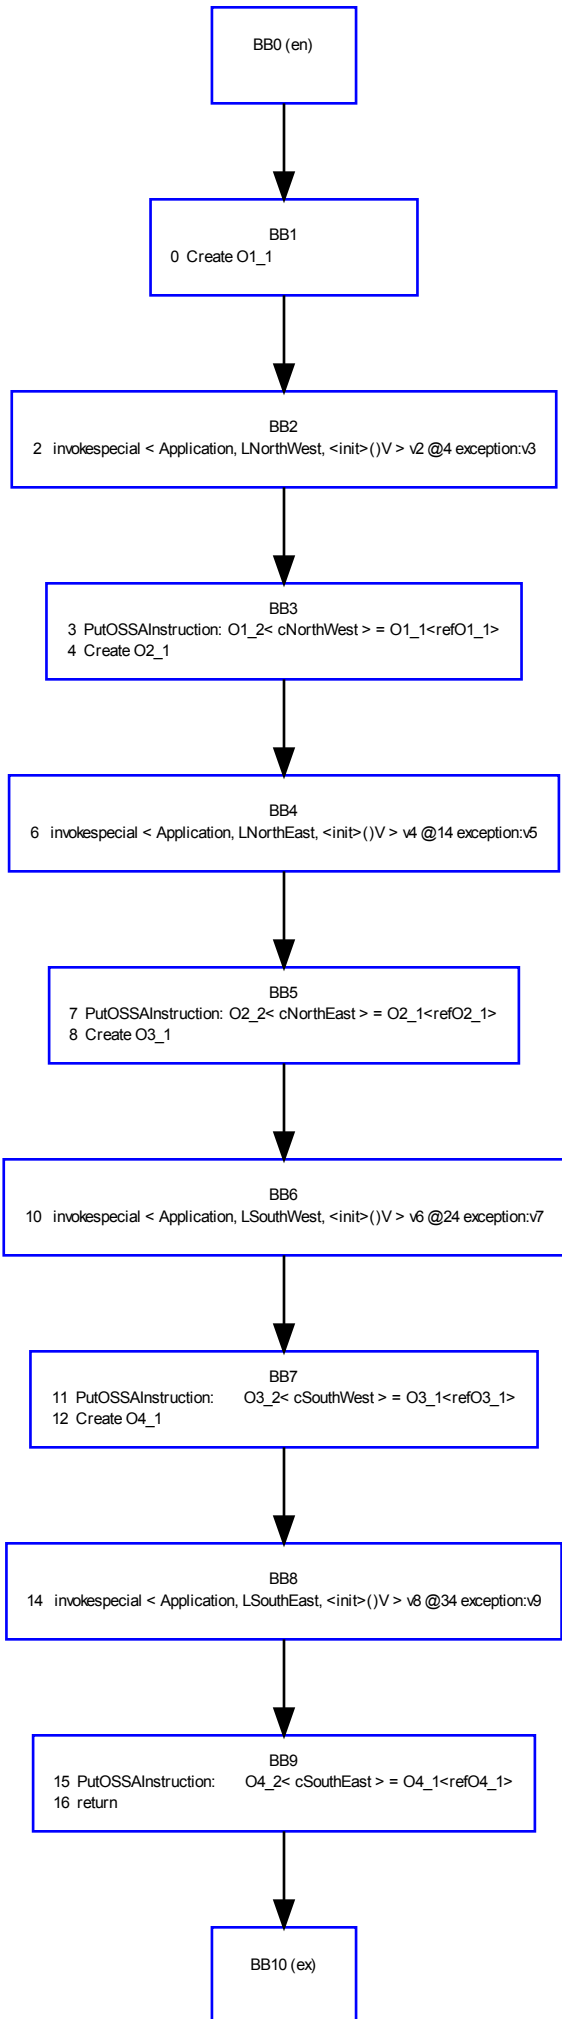 BB0 (en)
BB1
0 Create O1_1
BB2
2 invokespecial < Application, LNorthWest, <init>()V > v2 @4 exception:v3
BB3
3 PutOSSAInstruction: O1_2< cNorthWest > = O1_1<refO1_1>
4 Create O2_1
BB4
6 invokespecial < Application, LNorthEast, <init>()V > v4 @14 exception:v5
BB5
7 PutOSSAInstruction: O2_2< cNorthEast > = O2_1<refO2_1>
8 Create O3_1
BB6
10 invokespecial < Application, LSouthWest, <init>()V > v6 @24 exception:v7
BB7
11 PutOSSAInstruction: O3_2< cSouthWest > = O3_1<refO3_1>
12 Create O4_1
BB8
14 invokespecial < Application, LSouthEast, <init>()V > v8 @34 exception:v9
BB9
15 PutOSSAInstruction: O4_2< cSouthEast > = O4_1<refO4_1>
16 return
BB10 (ex)